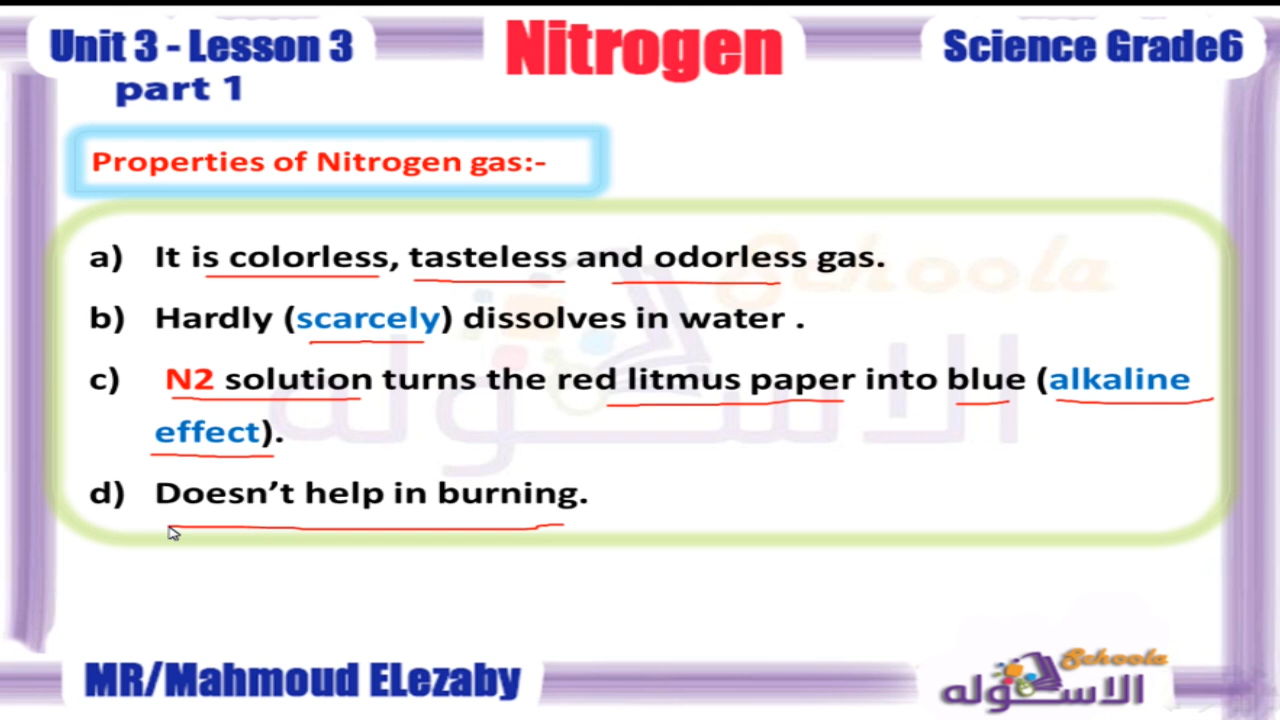 Unit 3 - Lesson 3
part 1
Nitrogen
Science Grade6
Properties of Nitrogen gas:-
a) It is colorless, tasteless and odorless gas.
b) Hardly (scarcely) dissolves in water .
c) N2 solution turns the red litmus paper into blue (alkaline
effect).
d) Doesn't help in burning.
MR/Mahmoud ELezaby
Schoola
الاسكوله